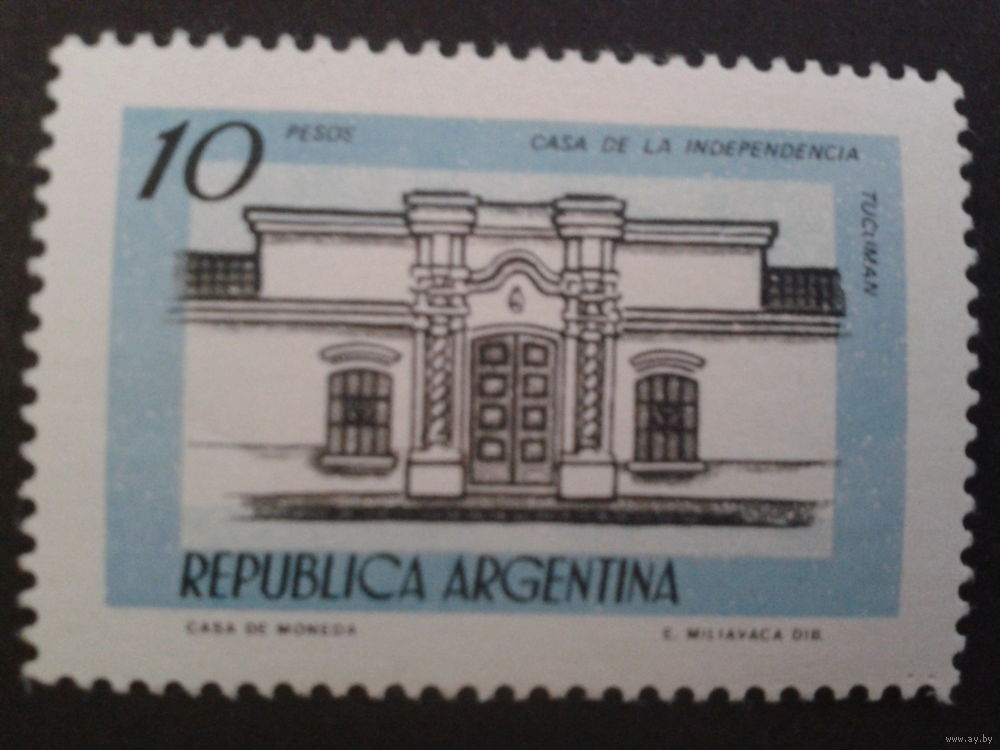 10 PESOS
CASA DE LA INDEPENDENCIA
TUCUMAN
REPUBLICA ARGENTINA
CASA DE MONEDA
E. MILIAVACA DIB.
www.ay.by